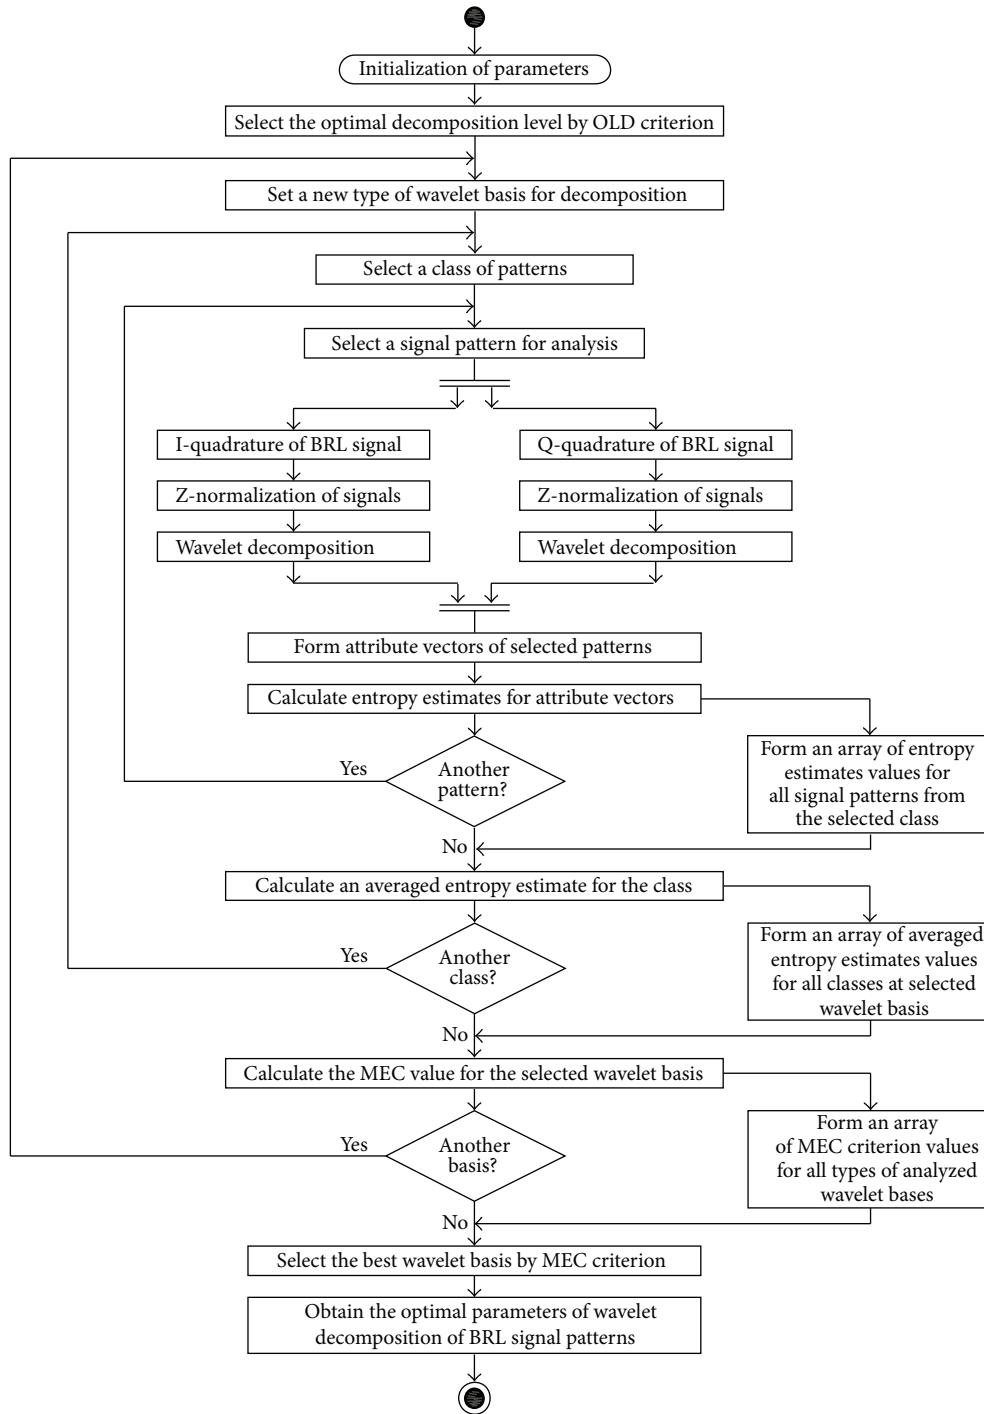 Initialization of parameters
Select the optimal decomposition level by OLD criterion
Set a new type of wavelet basis for decomposition
Select a class of patterns
Select a signal pattern for analysis
I-quadrature of BRL signal
Q-quadrature of BRL signal
Z-normalization of signals
Z-normalization of signals
Wavelet decomposition
Wavelet decomposition
Form attribute vectors of selected patterns
Calculate entropy estimates for attribute vectors
Yes
Another
pattern?
Form an array of entropy
estimates values for
all signal patterns from
the selected class
No
Calculate an averaged entropy estimate for the class
Yes
Another
class?
Form an array of averaged
entropy estimates values
for all classes at selected
wavelet basis
No
Calculate the MEC value for the selected wavelet basis
Yes
Another
basis?
Form an array
of MEC criterion values
for all types of analyzed
wavelet bases
No
Select the best wavelet basis by MEC criterion
Obtain the optimal parameters of wavelet
decomposition of BRL signal patterns